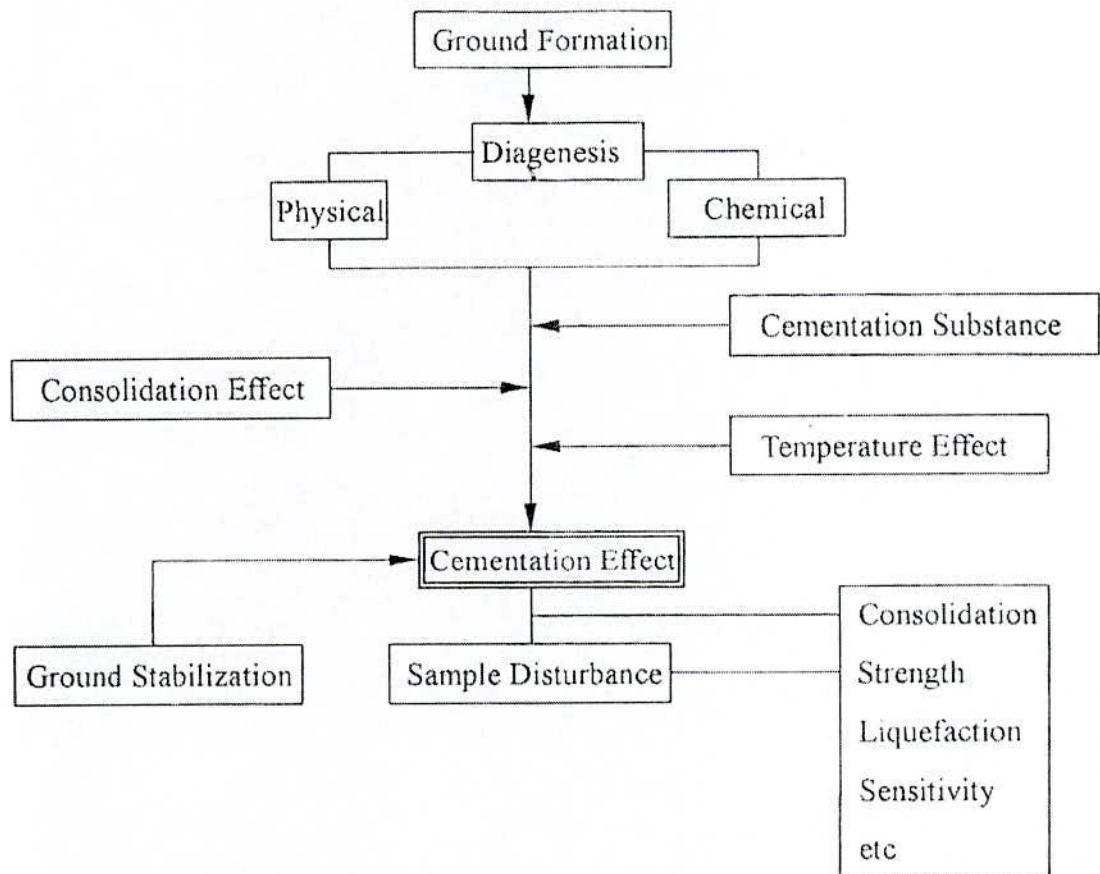 Ground Formation
Diagenesis
Physical
Chemical
Cementation Substance
Consolidation Effect
Temperature Effect
Cementation Effect
Ground Stabilization
Sample Disturbance
Consolidation
Strength
Liquefaction
Sensitivity
etc